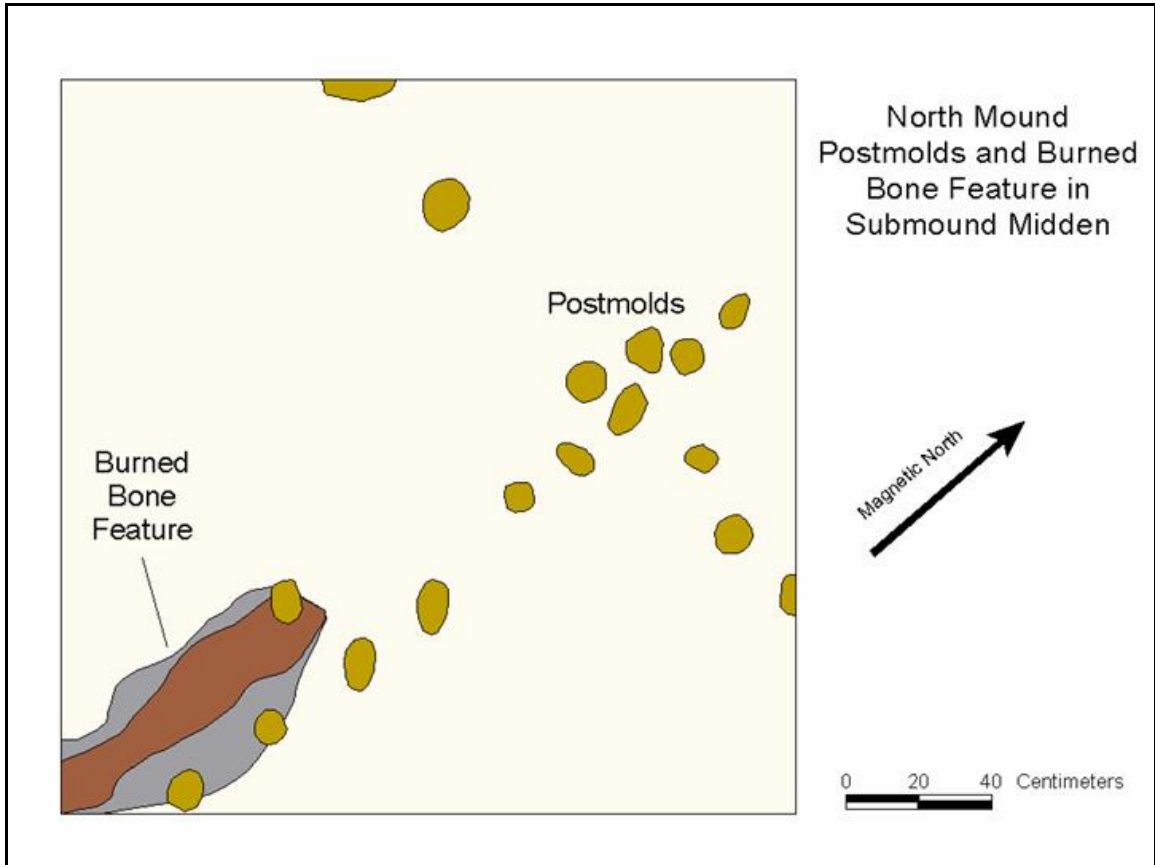 North Mound
Postmolds and Burned
Bone Feature in
Submound Midden
Postmolds
Burned
Bone
Feature
Magnetic North
0 20 40 Centimeters